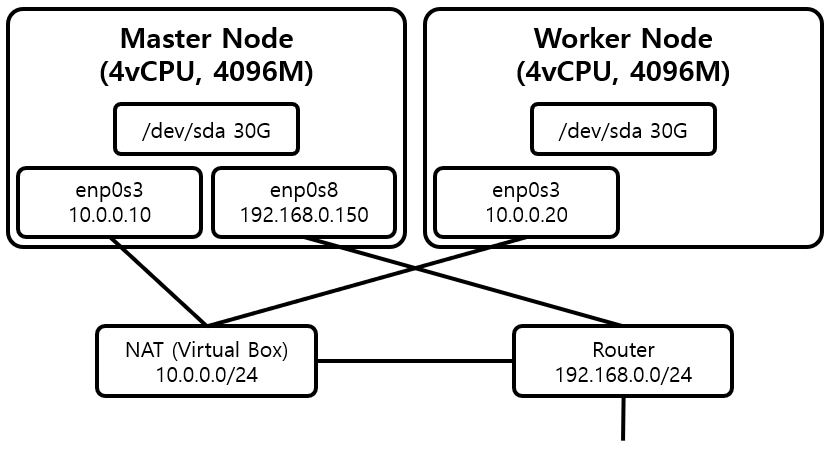 Master Node
(4vCPU, 4096M)
/dev/sda 30G
enp0s3
10.0.0.10
enp0s8
192.168.0.150
Worker Node
(4vCPU, 4096M)
/dev/sda 30G
enp0s3
10.0.0.20
NAT (Virtual Box)
10.0.0.0/24
Router
192.168.0.0/24